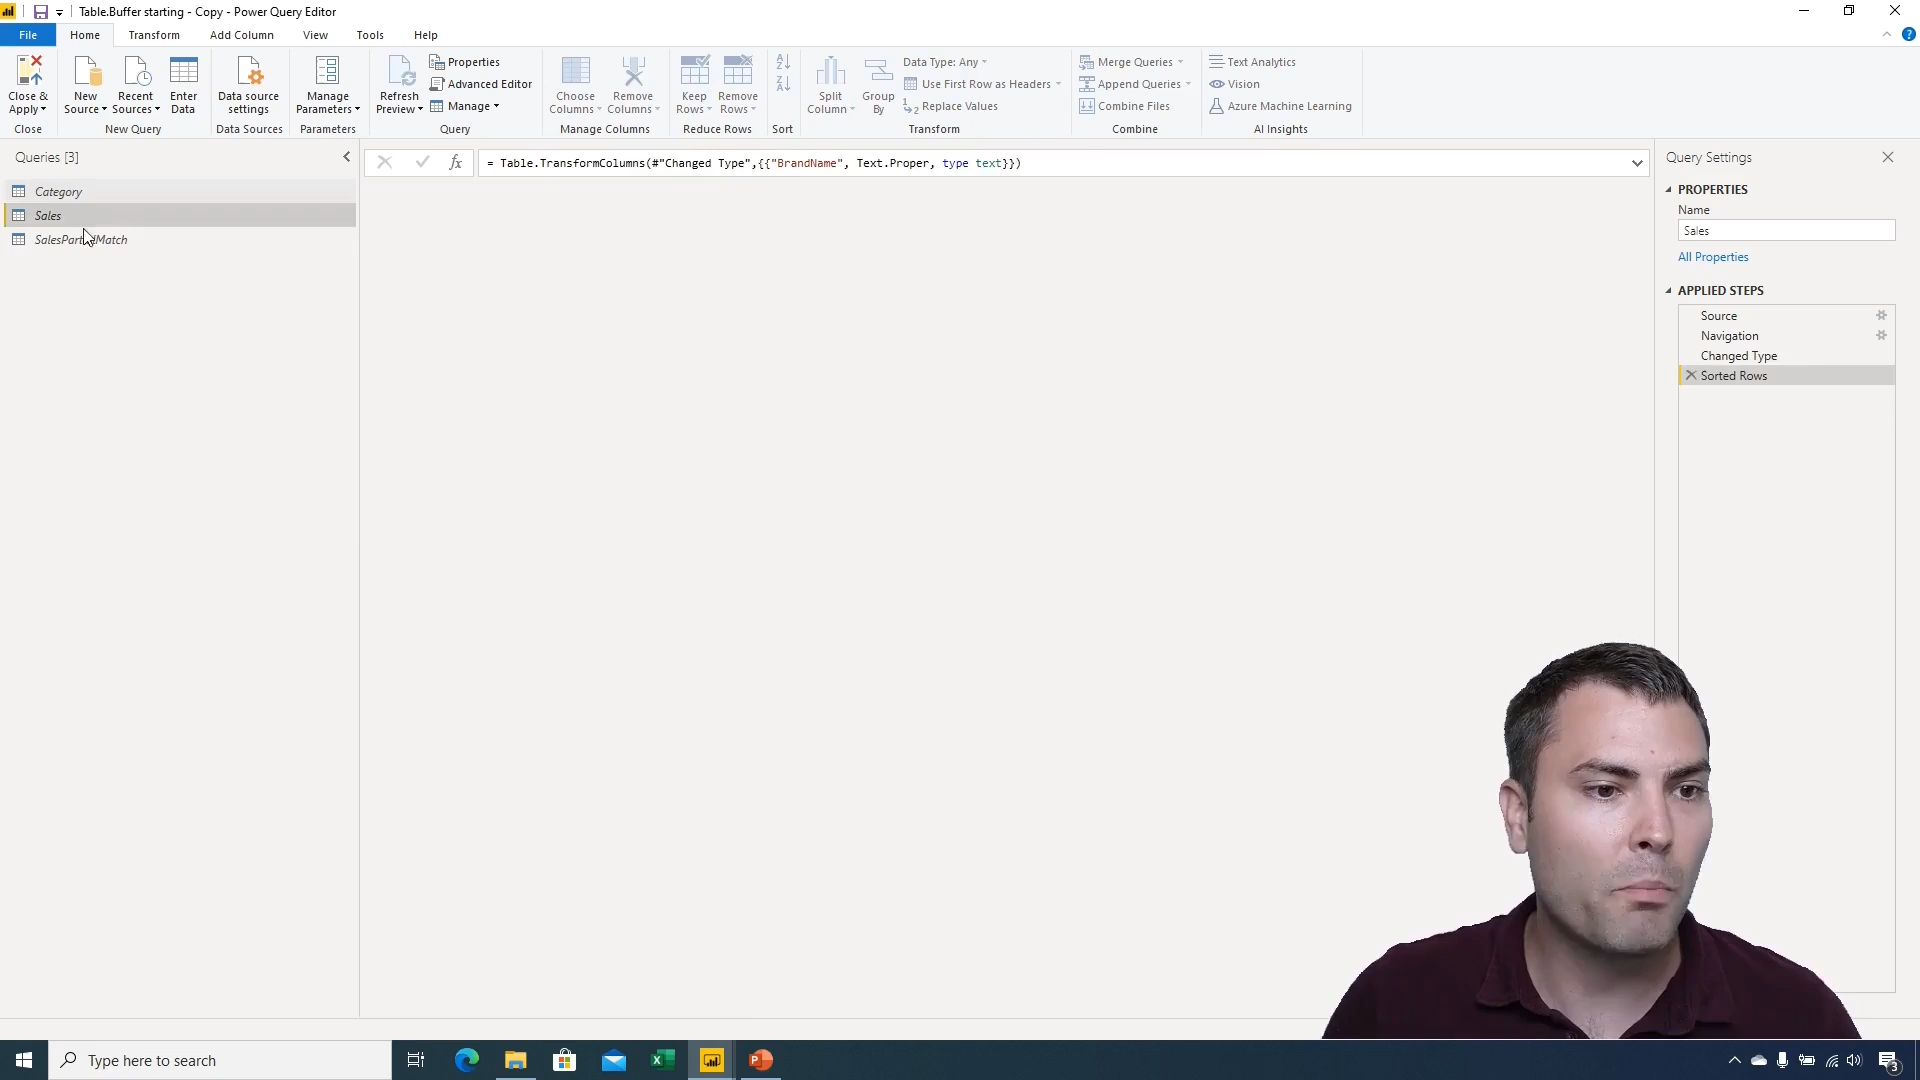 Table.Buffer starting - Copy - Power Query Editor
File Home Transform Add Column View Tools Help
Close & Apply
Close
New Source
Recent Sources
Enter Data
New Query
Data source settings
Data Sources
Manage Parameters
Parameters
Refresh Preview
Properties
Advanced Editor
Manage
Query
Choose Columns
Remove Columns
Manage Columns
Keep Rows
Remove Rows
Reduce Rows
Sort
Split Column
Group By
Data Type: Any
Use First Row as Headers
Replace Values
Transform
Merge Queries
Append Queries
Combine Files
Combine
Text Analytics
Vision
Azure Machine Learning
AI Insights
Queries [3]
Category
Sales
= Table.TransformColumns(#"Changed Type",{{"BrandName", Text.Proper, type text}})
Query Settings
PROPERTIES
Name
Sales
All Properties
APPLIED STEPS
Source
Navigation
Changed Type
Sorted Rows
Type here to search
3